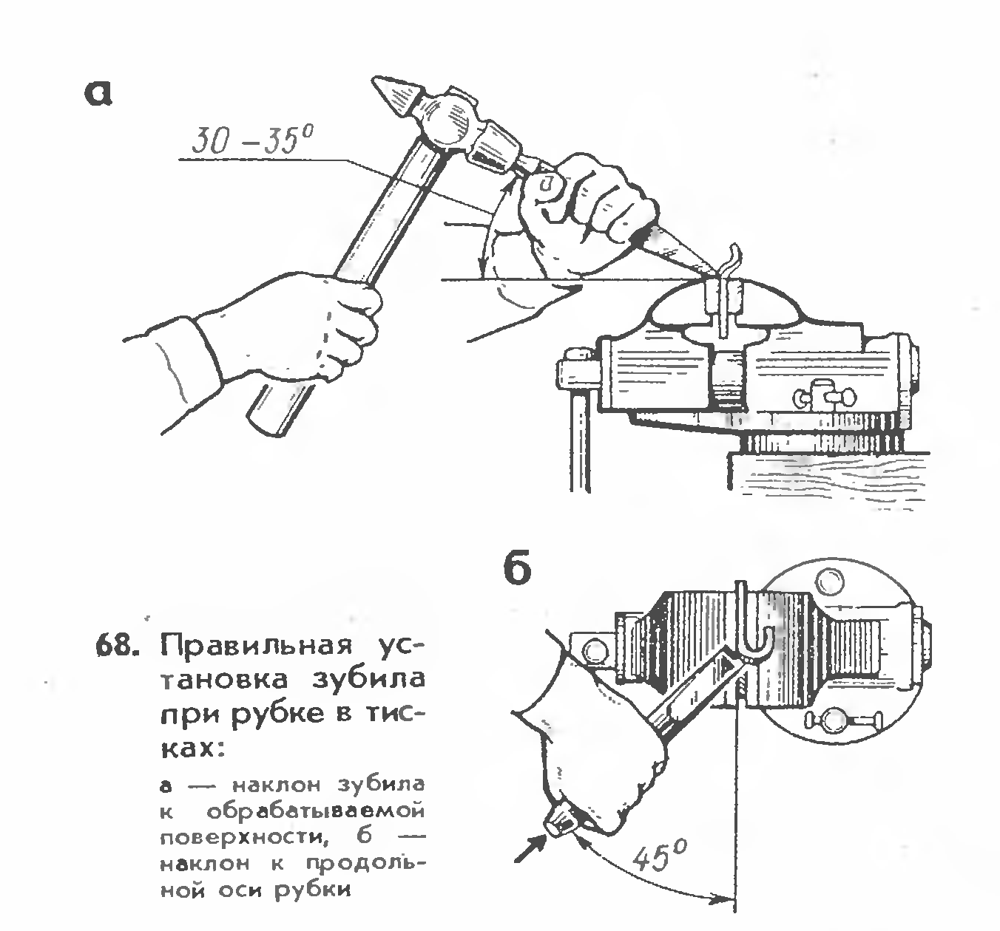 а
30 – 35°
б
45°
68. Правильная ус-
тановка зубила
при рубке в тис-
ках:
а — наклон зубила
к обрабатываемой
поверхности, б —
наклон к продоль-
ной оси рубки